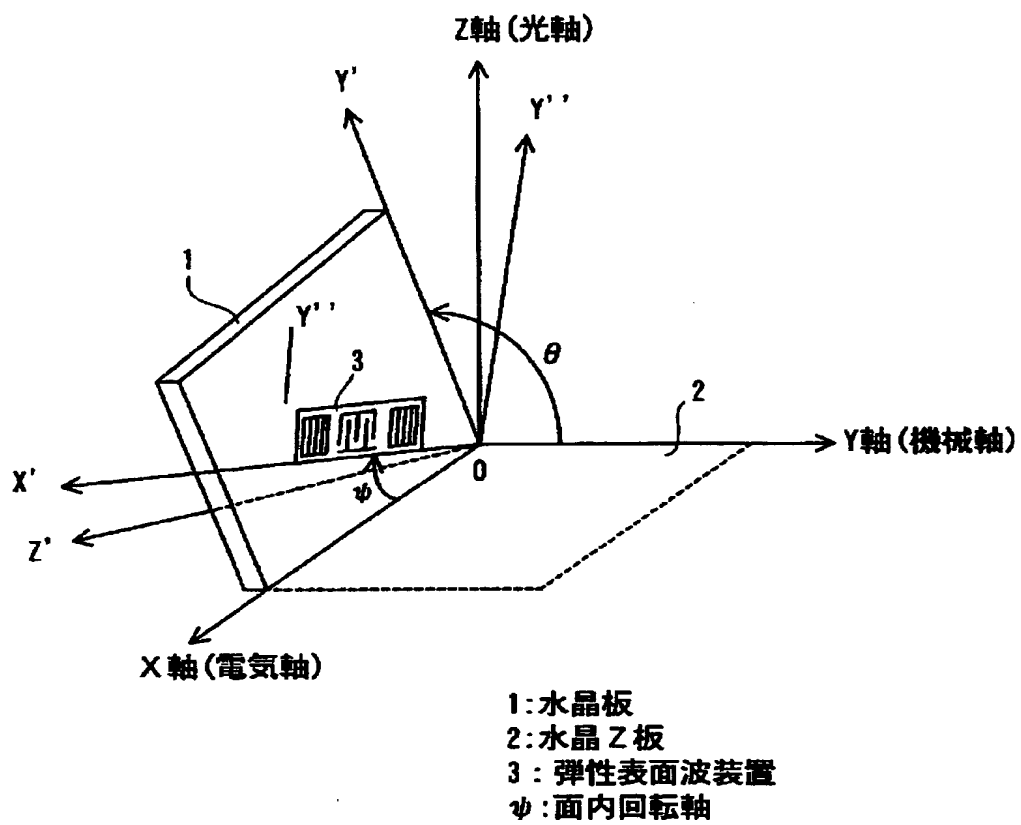 Z軸(光軸)
Y'
Y''
1
Y''
3
θ
2
Y軸(機械軸)
X'
ψ
0
Z'
X軸(電気軸)
1:水晶板
2:水晶Z板
3:弾性表面波装置
ψ:面内回転軸